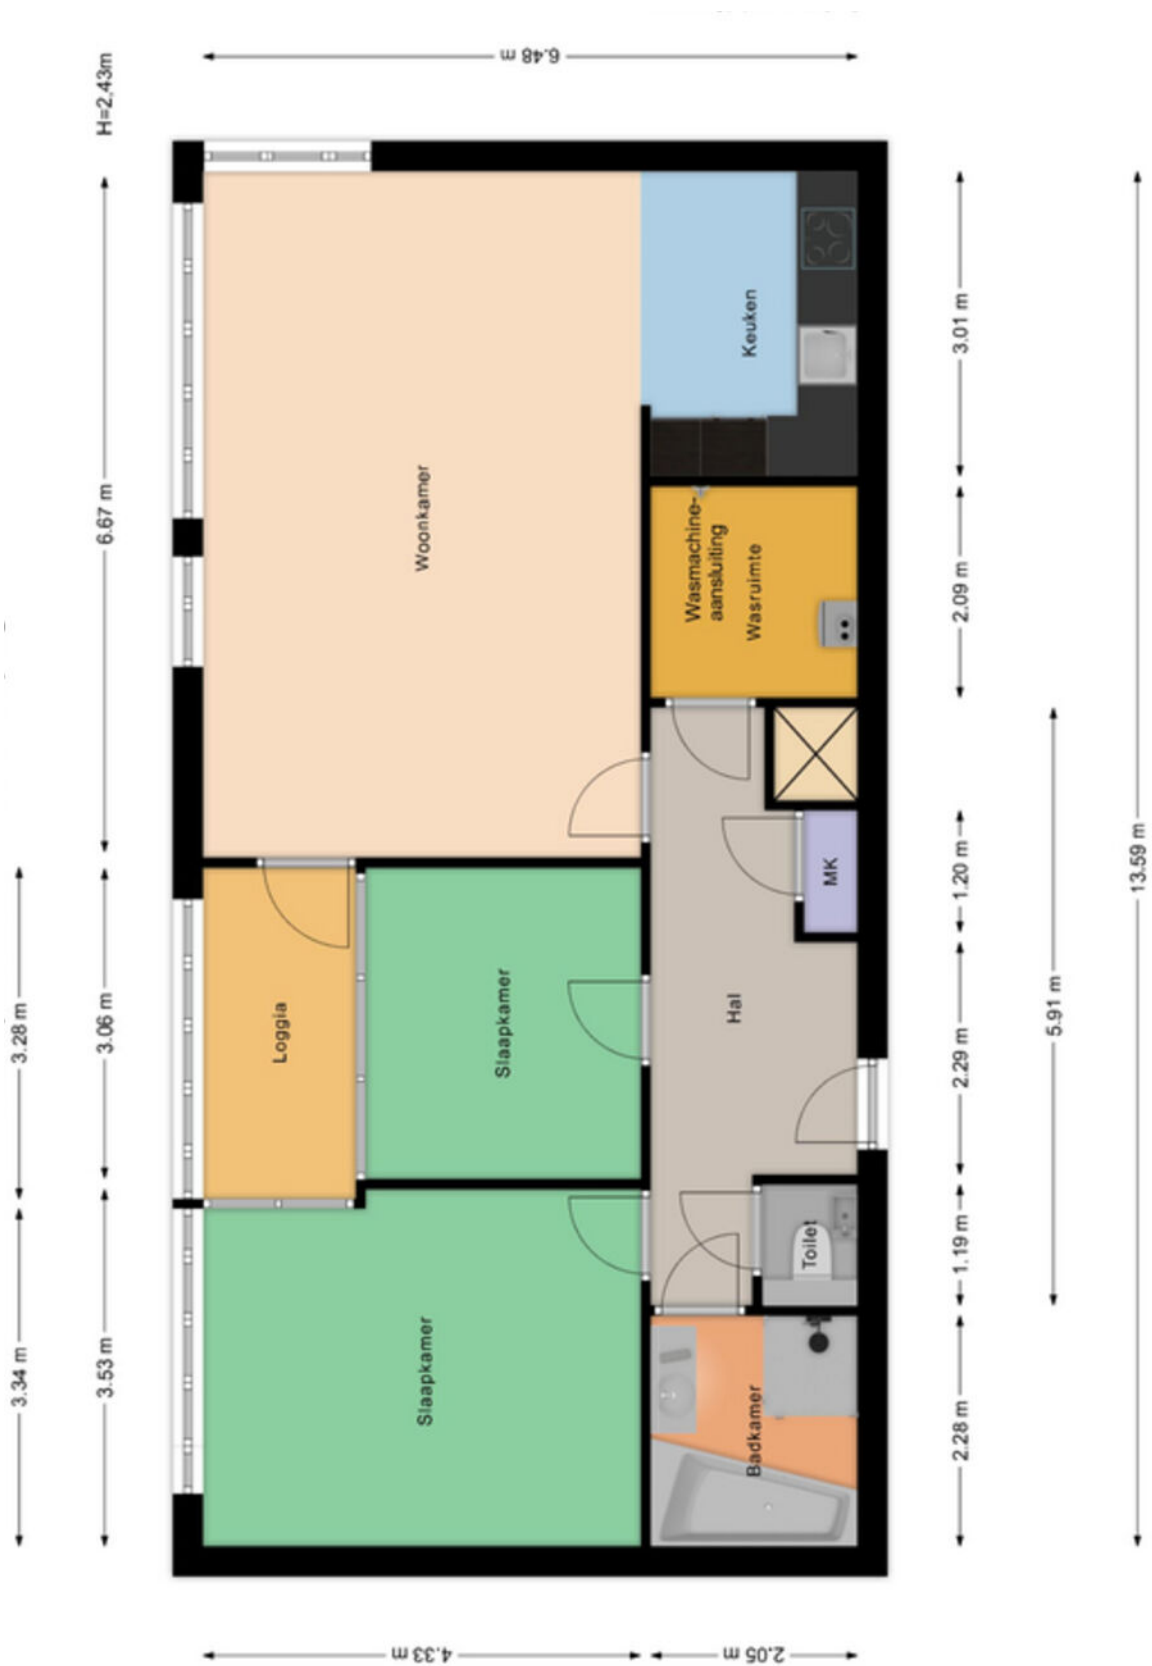 6.48 m
H=2.43m
6.67 m
3.01 m
Keuken
Woonkamer
Wasmachine-
aansluiting
Wasruimte
2.09 m
13.59 m
1.20 m
MK
3.28 m
3.06 m
Loggia
Slaapkamer
Hal
2.29 m
5.91 m
Toilet
1.19 m
3.34 m
3.53 m
Slaapkamer
Badkamer
2.28 m
4.33 m
2.05 m